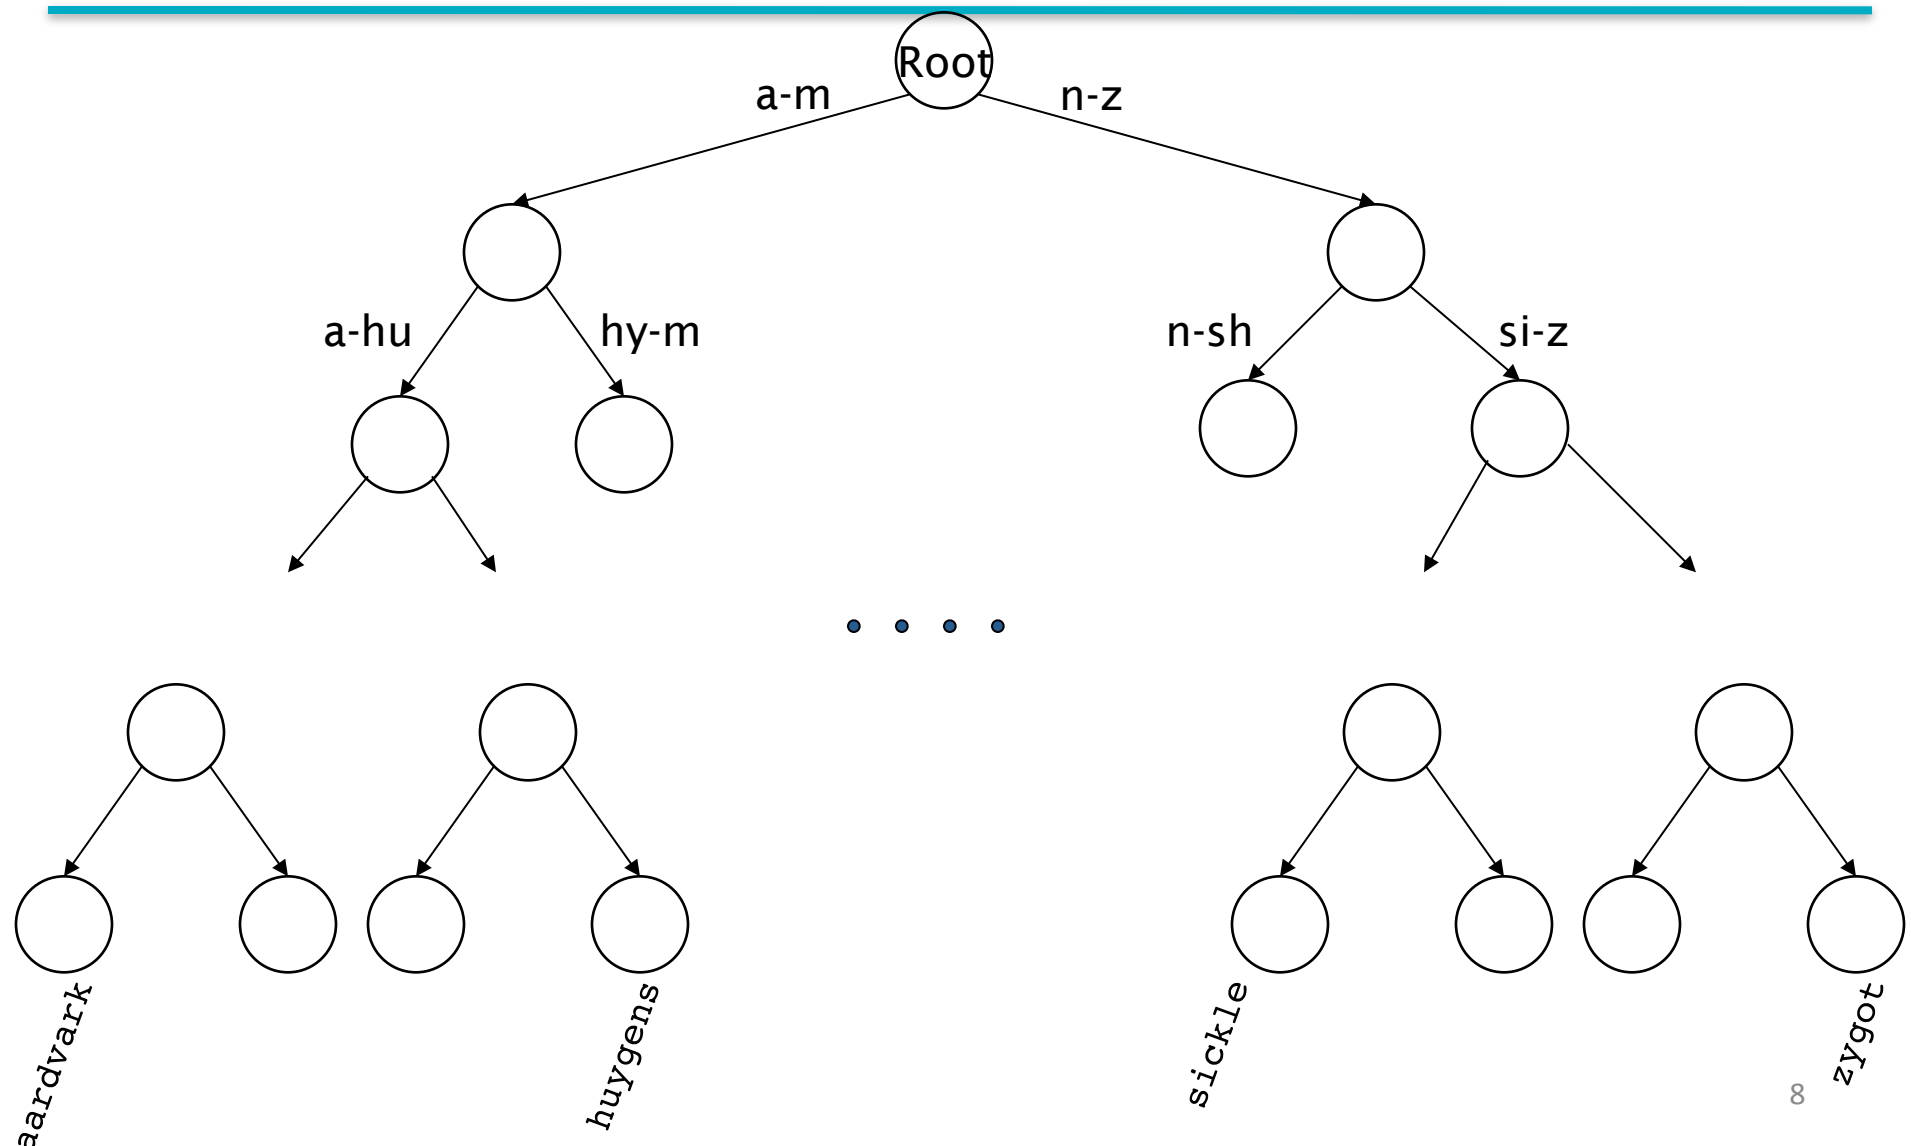 Root
a-m
n-z
a-hu
hy-m
n-sh
si-z
aardvark
huygens
sickle
zygot
8